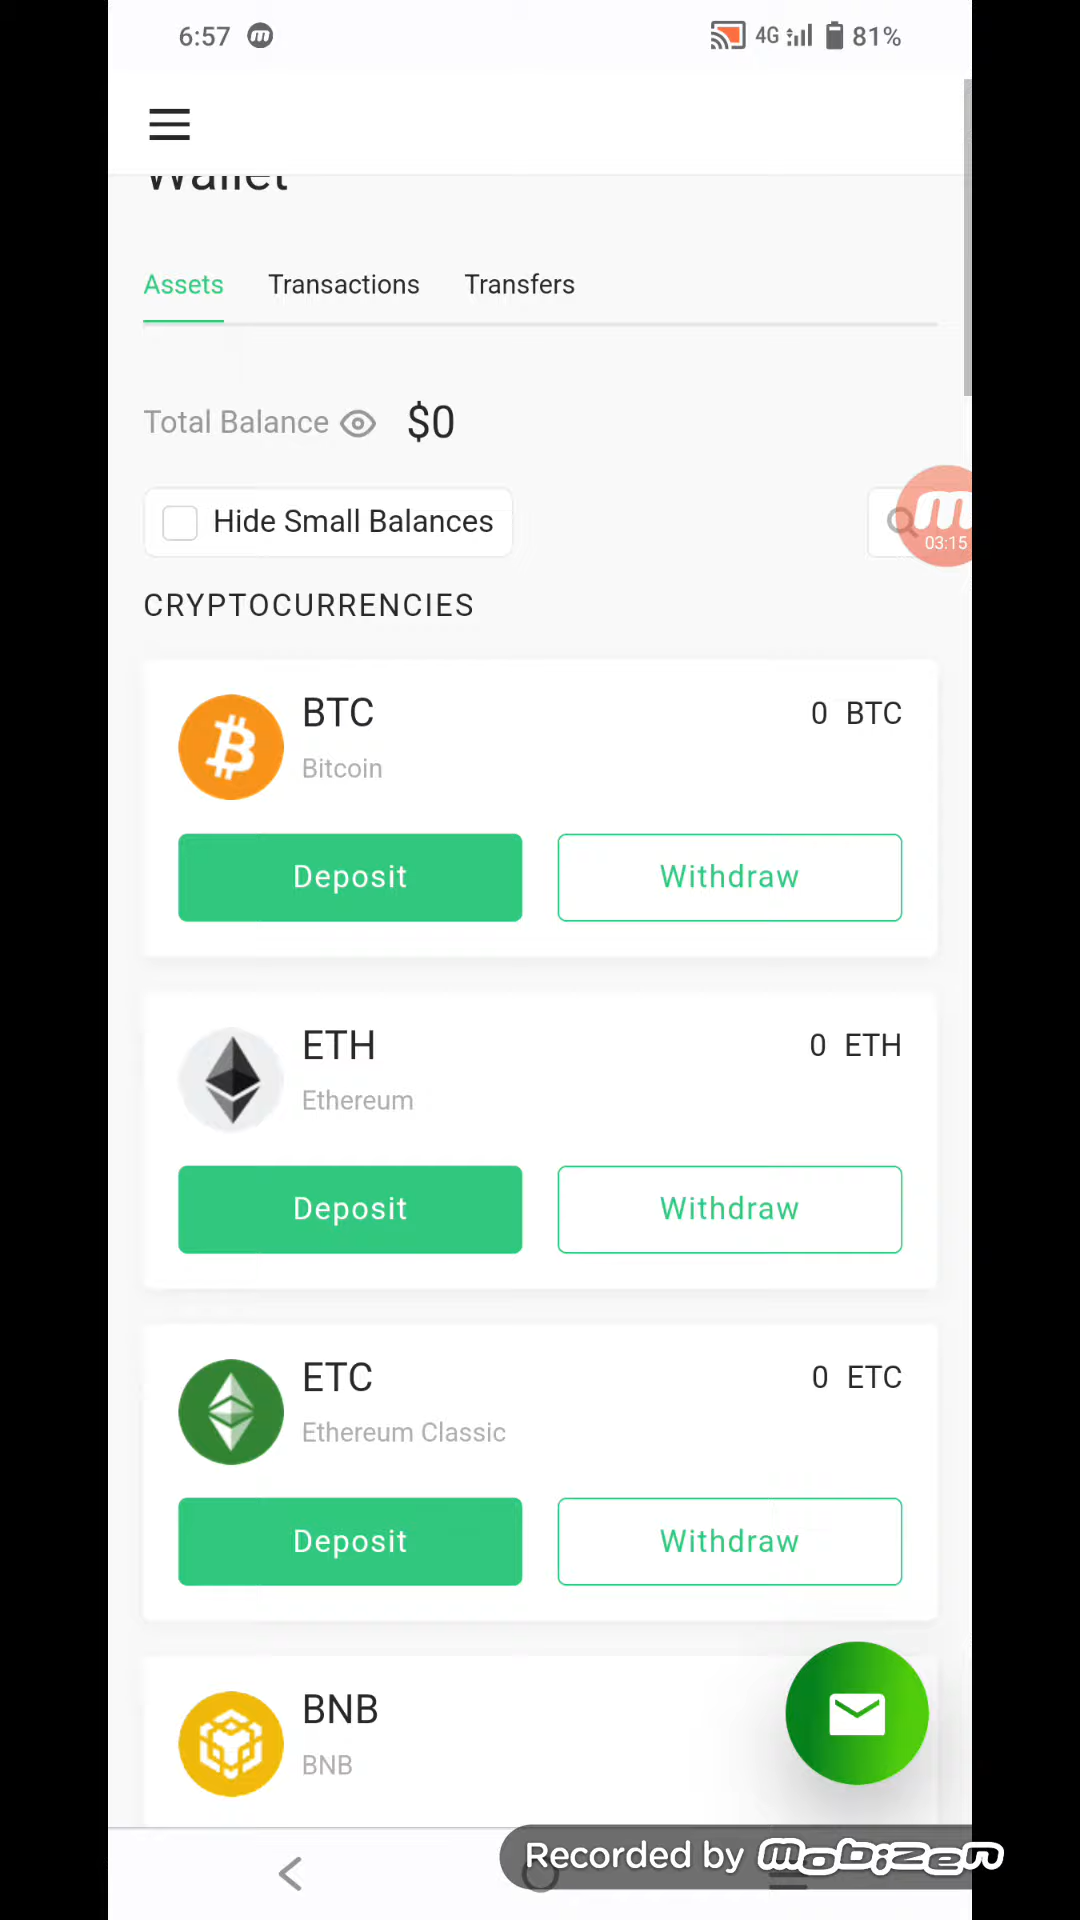 6:57 4G 81%
Wallet
Assets Transactions Transfers
Total Balance $0
Hide Small Balances
03:15
CRYPTOCURRENCIES
BTC 0 BTC
Bitcoin
Deposit Withdraw
ETH 0 ETH
Ethereum
Deposit Withdraw
ETC 0 ETC
Ethereum Classic
Deposit Withdraw
BNB
BNB
Recorded by mobizen